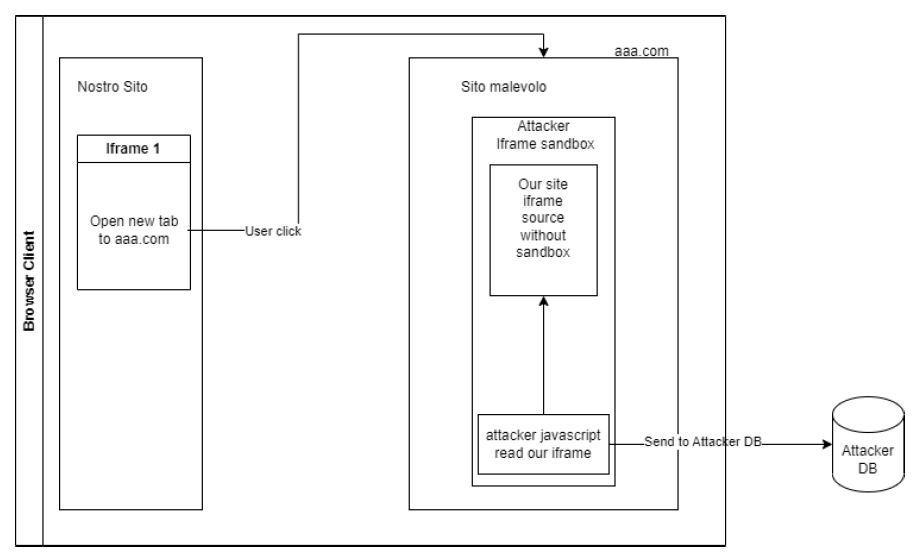 Browser Client
Nostro Sito
Iframe 1
Open new tab
to aaa.com
User click
aaa.com
Sito malevolo
Attacker
Iframe sandbox
Our site
iframe
source
without
sandbox
attacker javascript
read our iframe
Send to Attacker DB
Attacker
DB